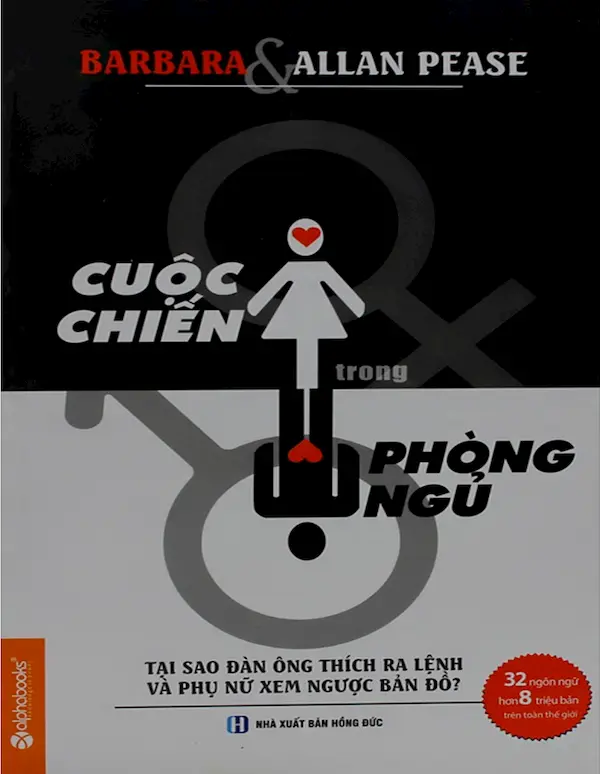 BARBARA & ALLAN PEASE
CUỘC
CHIẾN
trong
PHÒNG
NGỦ
TẠI SAO ĐÀN ÔNG THÍCH RA LỆNH
VÀ PHỤ NỮ XEM NGƯỢC BẢN ĐỒ?
NHÀ XUẤT BẢN HỒNG ĐỨC
32 ngôn ngữ
hơn 8 triệu bản
trên toàn thế giới
alphabooks®